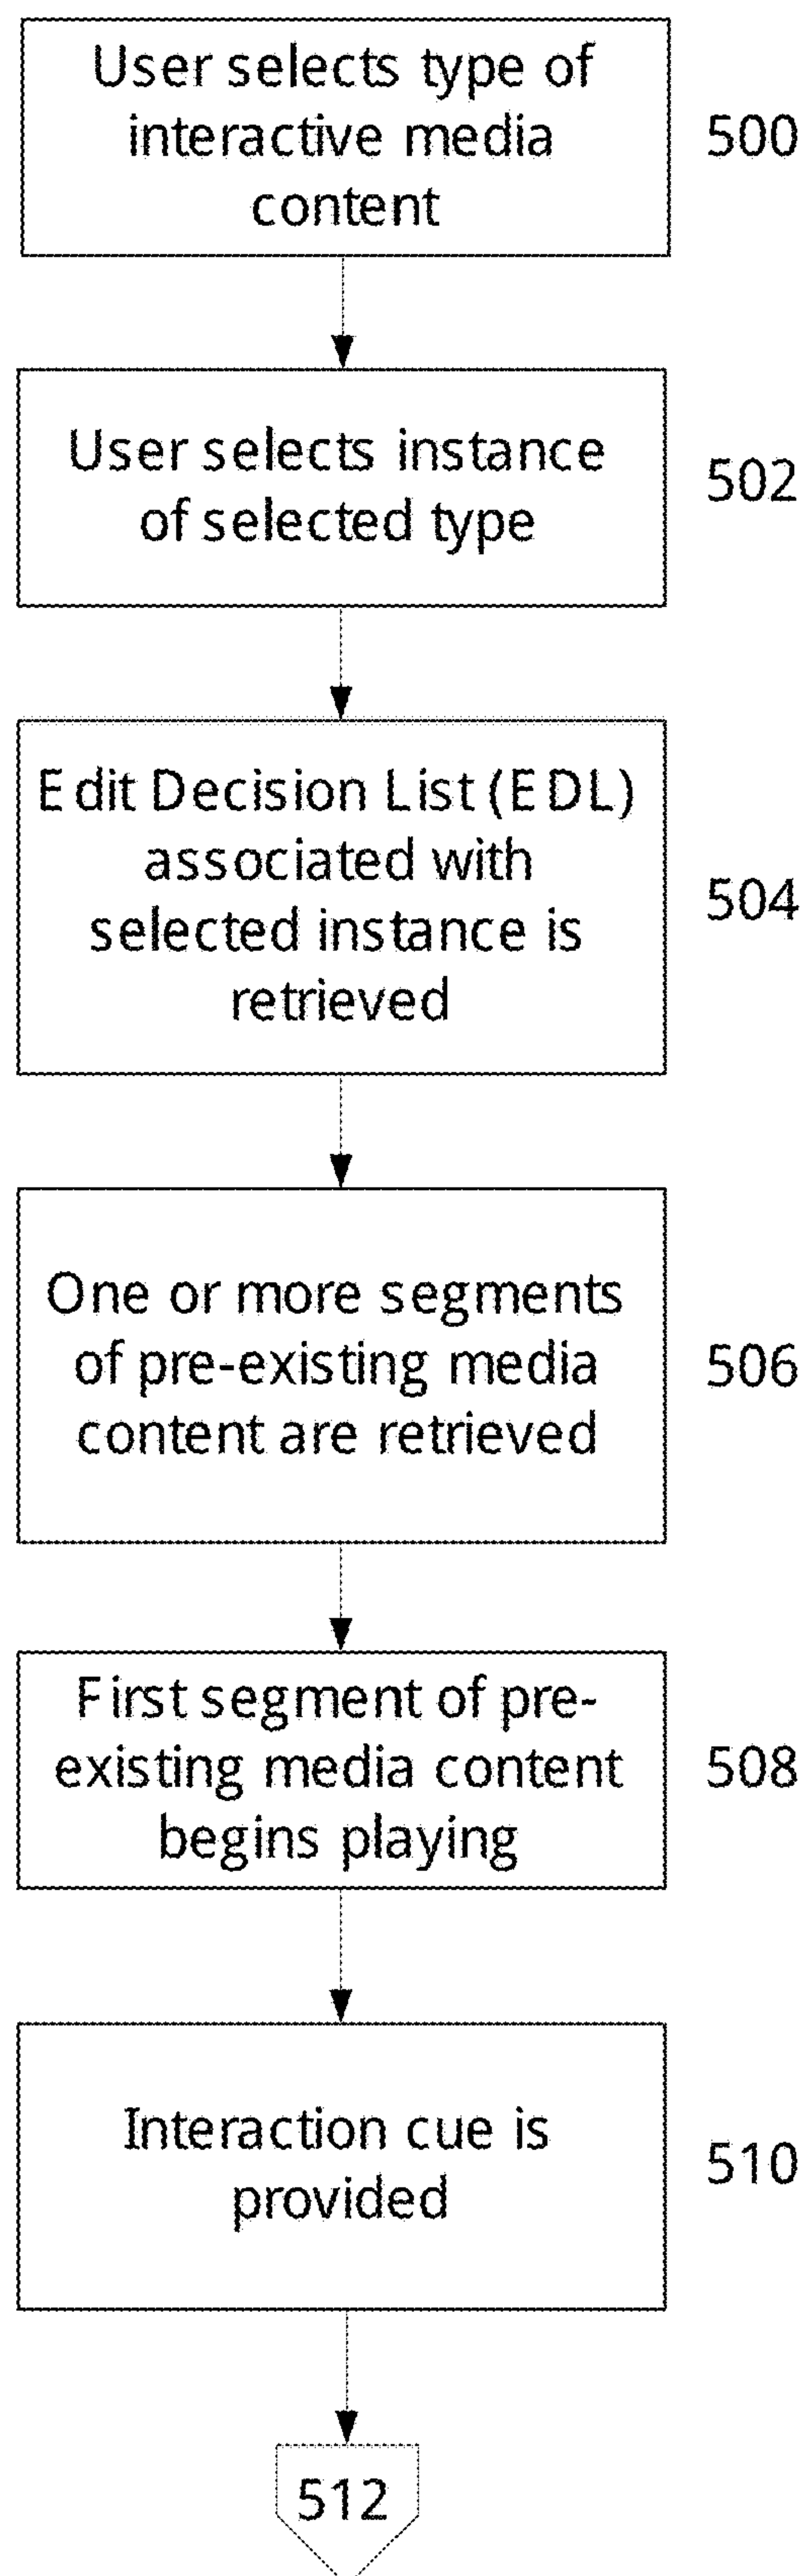 User selects type of
interactive media
content
500
User selects instance
of selected type
502
Edit Decision List (EDL)
associated with
selected instance is
retrieved
504
One or more segments
of pre-existing media
content are retrieved
506
First segment of pre-
existing media content
begins playing
508
Interaction cue is
provided
510
512